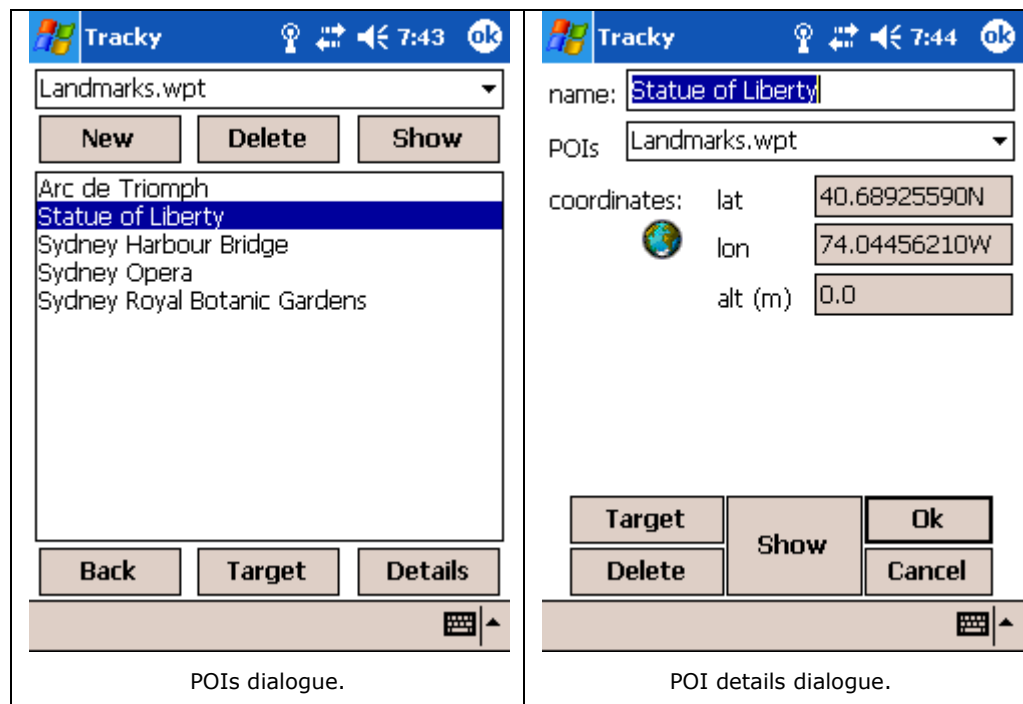 Tracky 7:43 ok
Landmarks.wpt
New Delete Show
Arc de Triomph
Statue of Liberty
Sydney Harbour Bridge
Sydney Opera
Sydney Royal Botanic Gardens
Back Target Details
POIs dialogue.
Tracky 7:44 ok
name: Statue of Liberty
POIs Landmarks.wpt
coordinates: lat 40.68925590N
lon 74.04456210W
alt (m) 0.0
Target Show Ok
Delete Cancel
POI details dialogue.